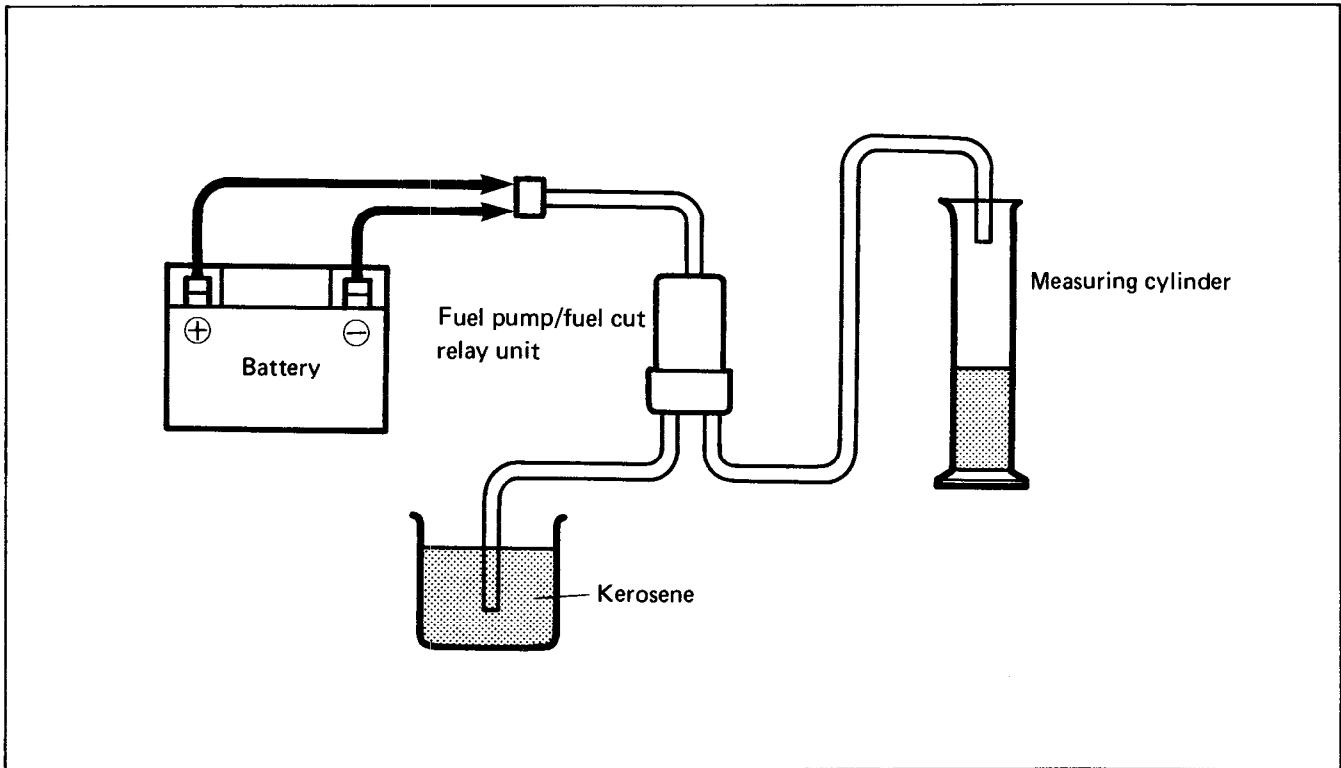 Battery
+
−
Fuel pump/fuel cut
relay unit
Measuring cylinder
Kerosene